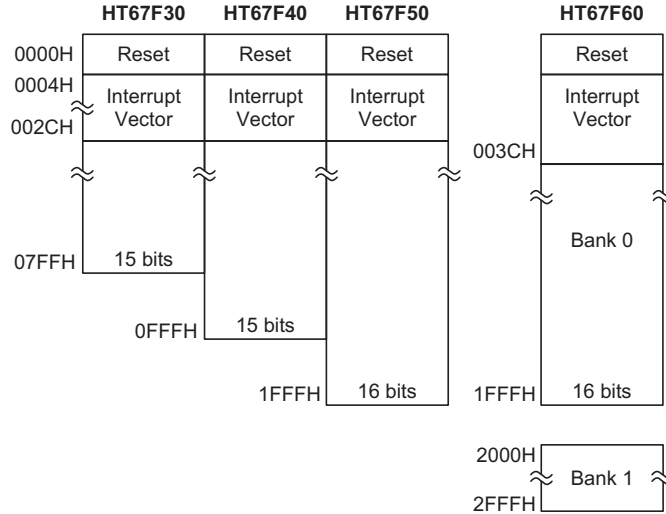 HT67F30 HT67F40 HT67F50 HT67F60
0000H Reset Reset Reset Reset
0004H
Interrupt Vector Interrupt Vector Interrupt Vector Interrupt Vector
002CH
003CH
Bank 0
07FFH 15 bits
0FFFH 15 bits
1FFFH 16 bits 1FFFH 16 bits
2000H
Bank 1
2FFFH